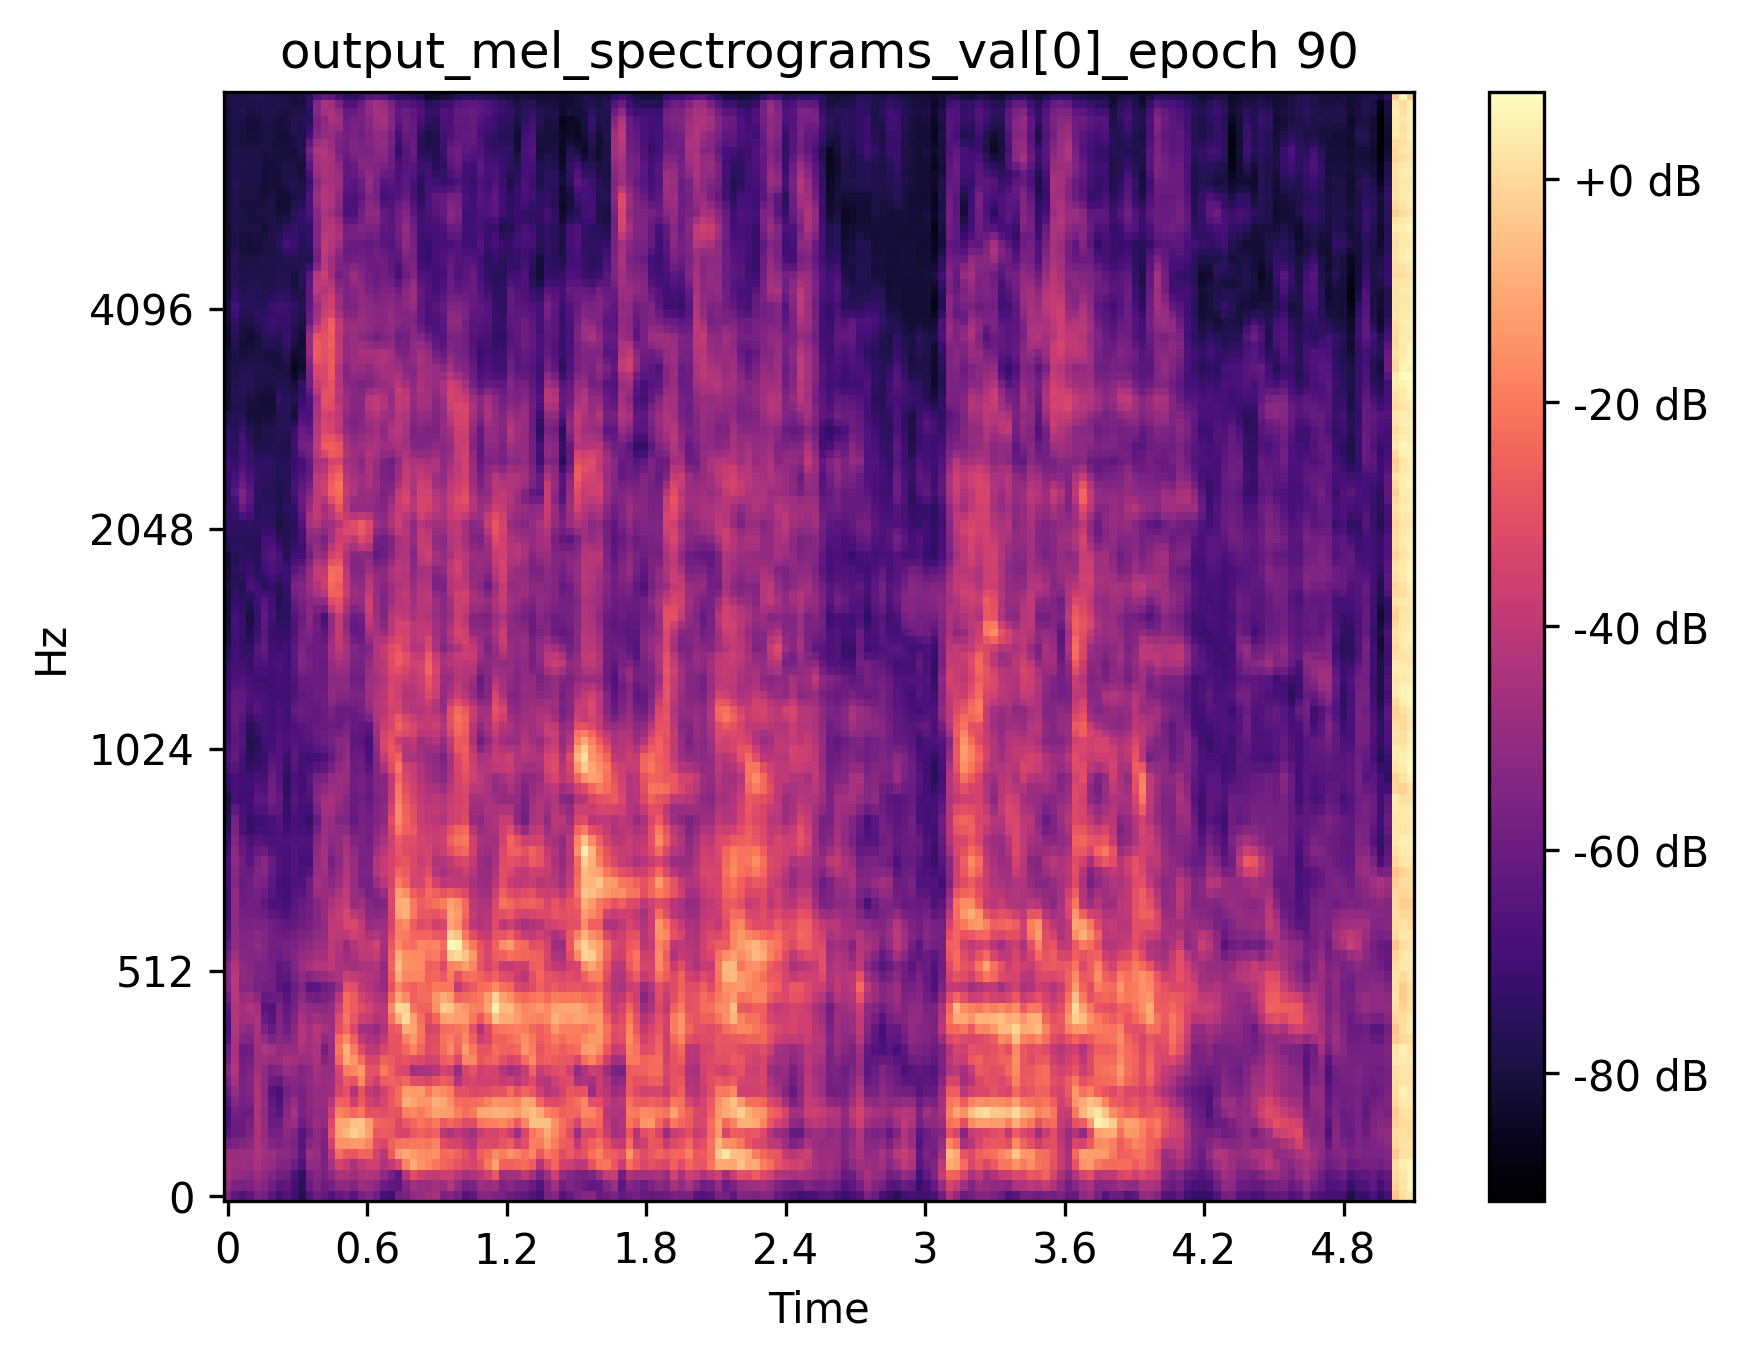 output_mel_spectrograms_val[0]_epoch 90
Hz
4096
2048
1024
512
0
0 0.6 1.2 1.8 2.4 3 3.6 4.2 4.8
Time
+0 dB
-20 dB
-40 dB
-60 dB
-80 dB